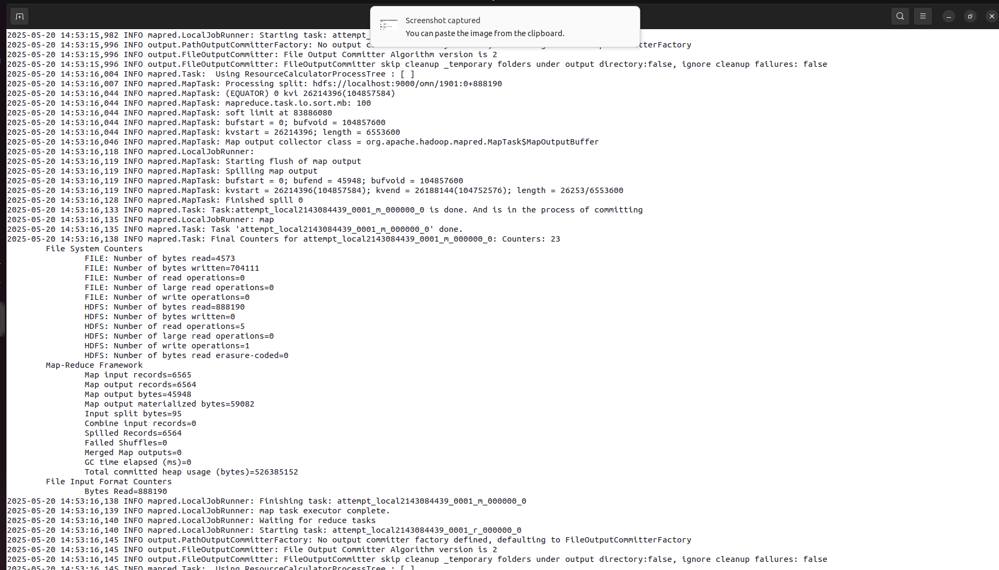 Screenshot captured
You can paste the image from the clipboard.
2025-05-20 14:53:15,982 INFO mapred.LocalJobRunner: Starting task: attempt_
2025-05-20 14:53:15,996 INFO output.PathOutputCommitterFactory: No output c tterFactory
2025-05-20 14:53:15,996 INFO output.FileOutputCommitter: File Output Committer Algorithm version is 2
2025-05-20 14:53:15,996 INFO output.FileOutputCommitter: FileOutputCommitter skip cleanup _temporary folders under output directory:false, ignore cleanup failures: false
2025-05-20 14:53:16,004 INFO mapred.Task:  Using ResourceCalculatorProcessTree : [ ]
2025-05-20 14:53:16,007 INFO mapred.MapTask: Processing split: hdfs://localhost:9000/omn/1901:0+888190
2025-05-20 14:53:16,044 INFO mapred.MapTask: (EQUATOR) 0 kvi 26214396(104857584)
2025-05-20 14:53:16,044 INFO mapred.MapTask: mapreduce.task.io.sort.mb: 100
2025-05-20 14:53:16,044 INFO mapred.MapTask: soft limit at 83886080
2025-05-20 14:53:16,044 INFO mapred.MapTask: bufstart = 0; bufvoid = 104857600
2025-05-20 14:53:16,044 INFO mapred.MapTask: kvstart = 26214396; length = 6553600
2025-05-20 14:53:16,046 INFO mapred.MapTask: Map output collector class = org.apache.hadoop.mapred.MapTask$MapOutputBuffer
2025-05-20 14:53:16,118 INFO mapred.LocalJobRunner:
2025-05-20 14:53:16,119 INFO mapred.MapTask: Starting flush of map output
2025-05-20 14:53:16,119 INFO mapred.MapTask: Spilling map output
2025-05-20 14:53:16,119 INFO mapred.MapTask: bufstart = 0; bufend = 45948; bufvoid = 104857600
2025-05-20 14:53:16,119 INFO mapred.MapTask: kvstart = 26214396(104857584); kvend = 26188144(104752576); length = 26253/6553600
2025-05-20 14:53:16,128 INFO mapred.MapTask: Finished spill 0
2025-05-20 14:53:16,133 INFO mapred.Task: Task:attempt_local2143084439_0001_m_000000_0 is done. And is in the process of committing
2025-05-20 14:53:16,135 INFO mapred.LocalJobRunner: map
2025-05-20 14:53:16,135 INFO mapred.Task: Task 'attempt_local2143084439_0001_m_000000_0' done.
2025-05-20 14:53:16,138 INFO mapred.Task: Final Counters for attempt_local2143084439_0001_m_000000_0: Counters: 23
File System Counters
FILE: Number of bytes read=4573
FILE: Number of bytes written=704111
FILE: Number of read operations=0
FILE: Number of large read operations=0
FILE: Number of write operations=0
HDFS: Number of bytes read=888190
HDFS: Number of bytes written=0
HDFS: Number of read operations=5
HDFS: Number of large read operations=0
HDFS: Number of write operations=1
HDFS: Number of bytes read erasure-coded=0
Map-Reduce Framework
Map input records=6565
Map output records=6564
Map output bytes=45948
Map output materialized bytes=59082
Input split bytes=95
Combine input records=0
Spilled Records=6564
Failed Shuffles=0
Merged Map outputs=0
GC time elapsed (ms)=0
Total committed heap usage (bytes)=526385152
File Input Format Counters
Bytes Read=888190
2025-05-20 14:53:16,138 INFO mapred.LocalJobRunner: Finishing task: attempt_local2143084439_0001_m_000000_0
2025-05-20 14:53:16,139 INFO mapred.LocalJobRunner: map task executor complete.
2025-05-20 14:53:16,140 INFO mapred.LocalJobRunner: Waiting for reduce tasks
2025-05-20 14:53:16,140 INFO mapred.LocalJobRunner: Starting task: attempt_local2143084439_0001_r_000000_0
2025-05-20 14:53:16,145 INFO output.PathOutputCommitterFactory: No output committer factory defined, defaulting to FileOutputCommitterFactory
2025-05-20 14:53:16,145 INFO output.FileOutputCommitter: File Output Committer Algorithm version is 2
2025-05-20 14:53:16,145 INFO output.FileOutputCommitter: FileOutputCommitter skip cleanup _temporary folders under output directory:false, ignore cleanup failures: false
2025-05-20 14:53:16,145 INFO mapred.Task:  Using ResourceCalculatorProcessTree : [ ]